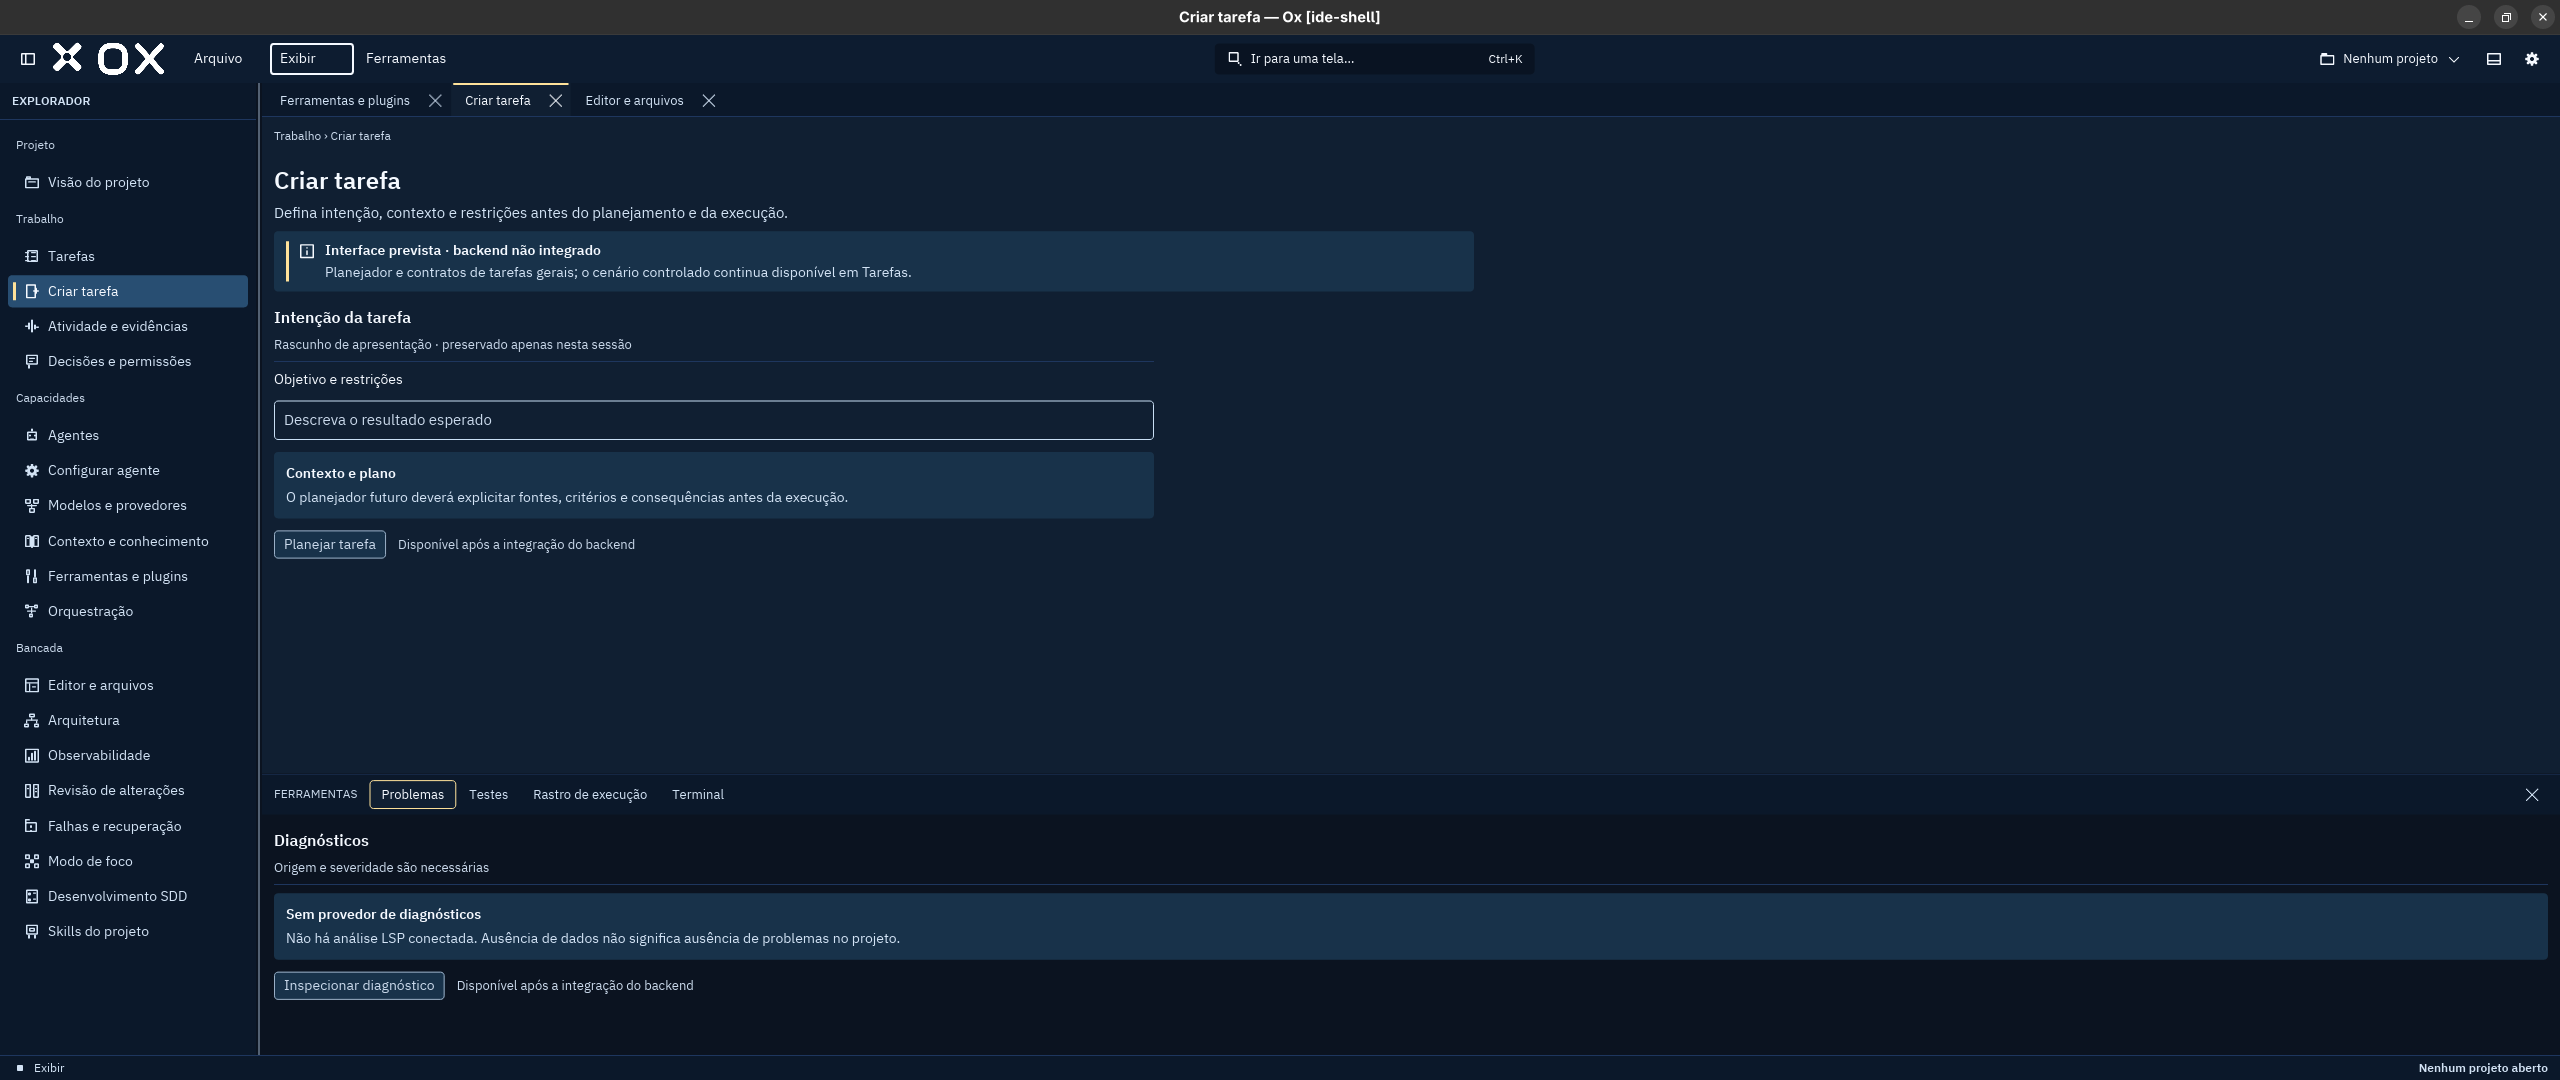 Criar tarefa — Ox [ide-shell]
OX
Arquivo
Exibir
Ferramentas
Ir para uma tela...
Ctrl+K
Nenhum projeto
EXPLORADOR
Projeto
Visão do projeto
Trabalho
Tarefas
Criar tarefa
Atividade e evidências
Decisões e permissões
Capacidades
Agentes
Configurar agente
Modelos e provedores
Contexto e conhecimento
Ferramentas e plugins
Orquestração
Bancada
Editor e arquivos
Arquitetura
Observabilidade
Revisão de alterações
Falhas e recuperação
Modo de foco
Desenvolvimento SDD
Skills do projeto
Ferramentas e plugins
Criar tarefa
Editor e arquivos
Trabalho › Criar tarefa
Criar tarefa
Defina intenção, contexto e restrições antes do planejamento e da execução.
Interface prevista · backend não integrado
Planejador e contratos de tarefas gerais; o cenário controlado continua disponível em Tarefas.
Intenção da tarefa
Rascunho de apresentação · preservado apenas nesta sessão
Objetivo e restrições
Descreva o resultado esperado
Contexto e plano
O planejador futuro deverá explicitar fontes, critérios e consequências antes da execução.
Planejar tarefa
Disponível após a integração do backend
FERRAMENTAS
Problemas
Testes
Rastro de execução
Terminal
Diagnósticos
Origem e severidade são necessárias
Sem provedor de diagnósticos
Não há análise LSP conectada. Ausência de dados não significa ausência de problemas no projeto.
Inspecionar diagnóstico
Disponível após a integração do backend
Exibir
Nenhum projeto aberto